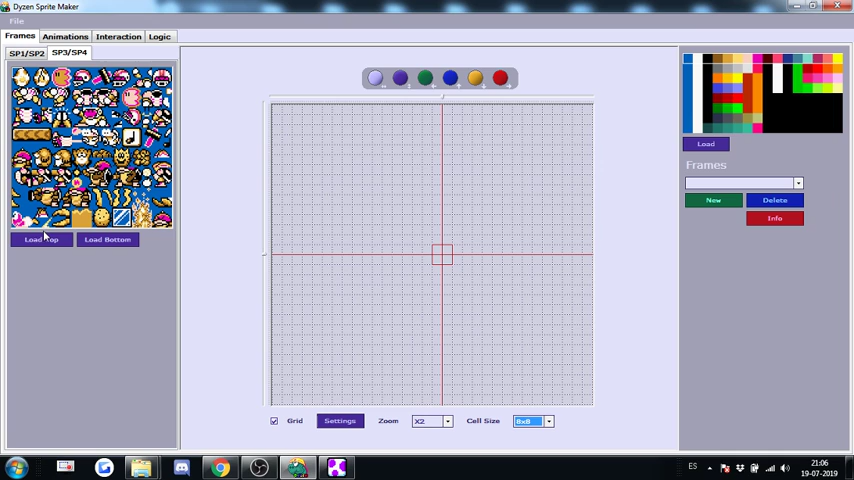 Dyzen Sprite Maker
File
Frames Animations Interaction Logic
SP1/SP2 SP3/SP4
Load Top Load Bottom
Load
Frames
New Delete
Info
Grid Settings Zoom X2 Cell Size 8x8
ES 21:06
19-07-2019